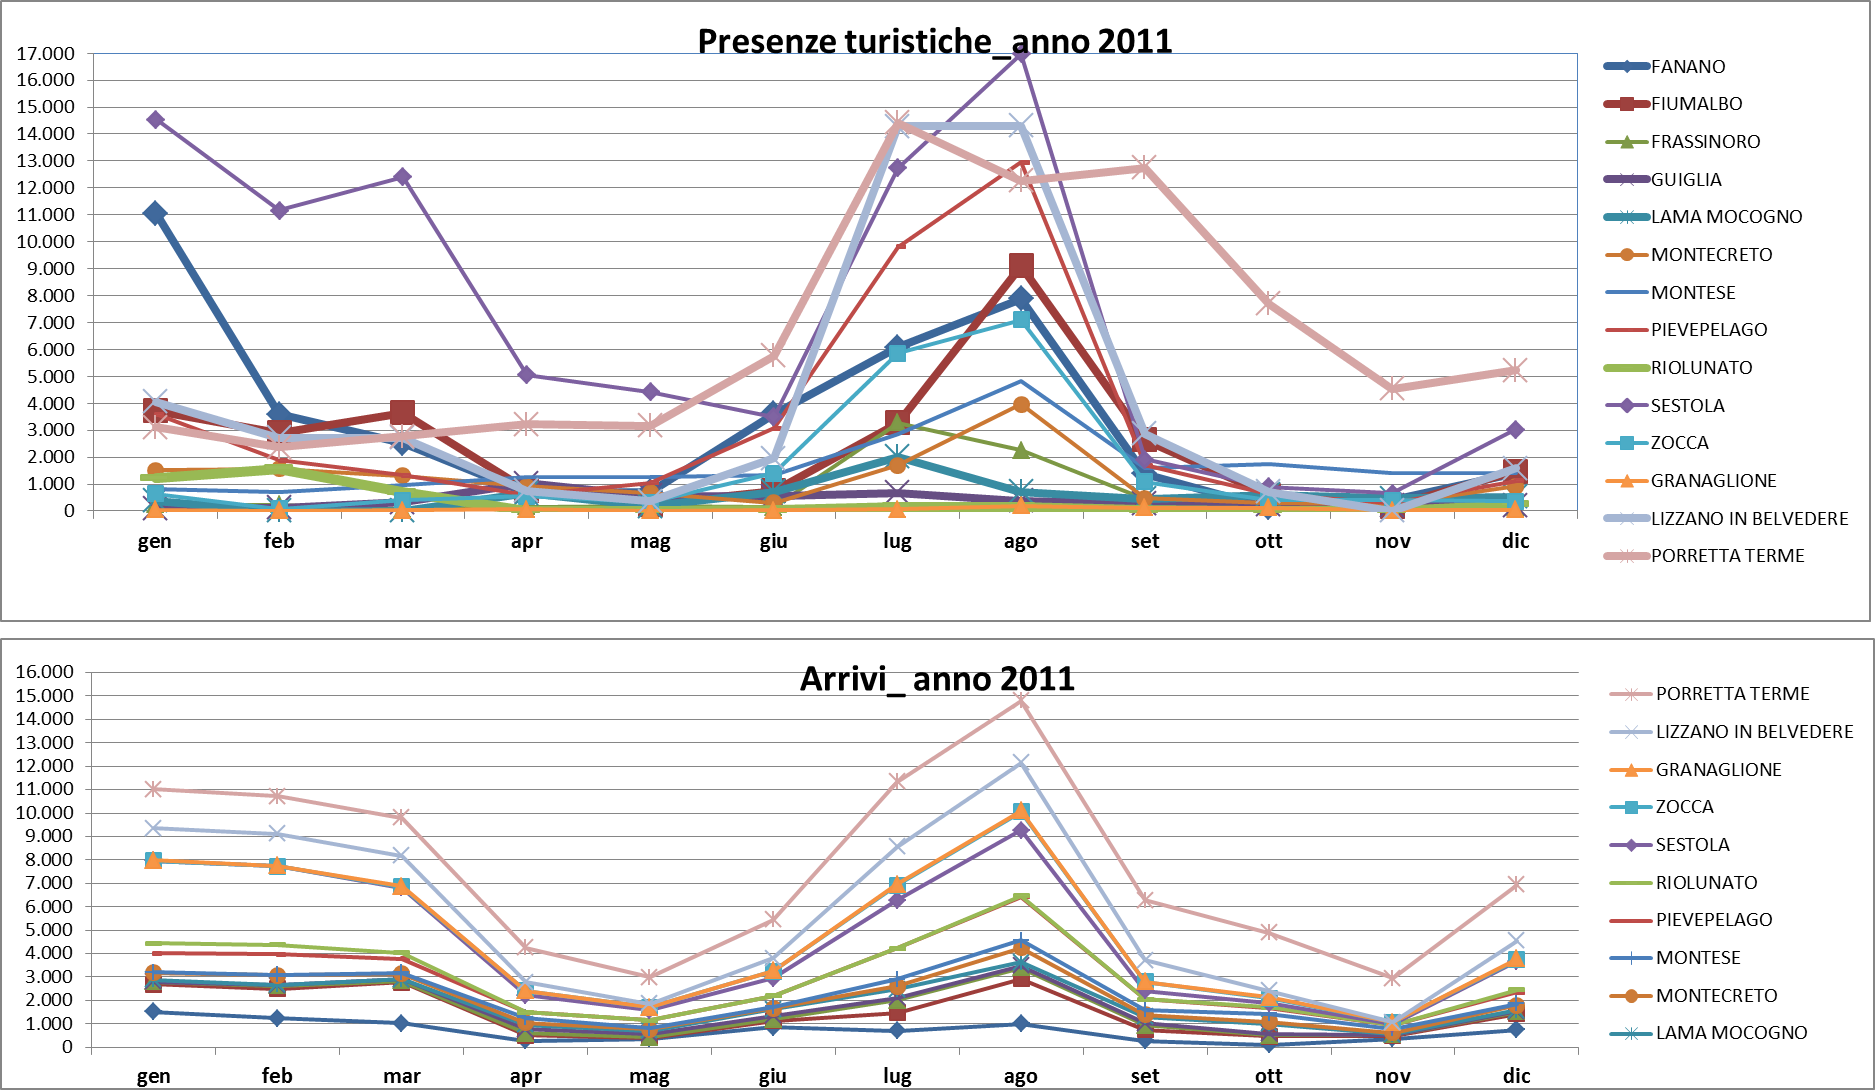 Presenze turistiche_anno 2011
17.000
16.000
15.000
14.000
13.000
12.000
11.000
10.000
9.000
8.000
7.000
6.000
5.000
4.000
3.000
2.000
1.000
0
gen feb mar apr mag giu lug ago set ott nov dic
FANANO
FIUMALBO
FRASSINORO
GUIGLIA
LAMA MOCOGNO
MONTECRETO
MONTESE
PIEVEPELAGO
RIOLUNATO
SESTOLA
ZOCCA
GRANAGLIONE
LIZZANO IN BELVEDERE
PORRETTA TERME
Arrivi_ anno 2011
16.000
15.000
14.000
13.000
12.000
11.000
10.000
9.000
8.000
7.000
6.000
5.000
4.000
3.000
2.000
1.000
0
gen feb mar apr mag giu lug ago set ott nov dic
PORRETTA TERME
LIZZANO IN BELVEDERE
GRANAGLIONE
ZOCCA
SESTOLA
RIOLUNATO
PIEVEPELAGO
MONTESE
MONTECRETO
LAMA MOCOGNO